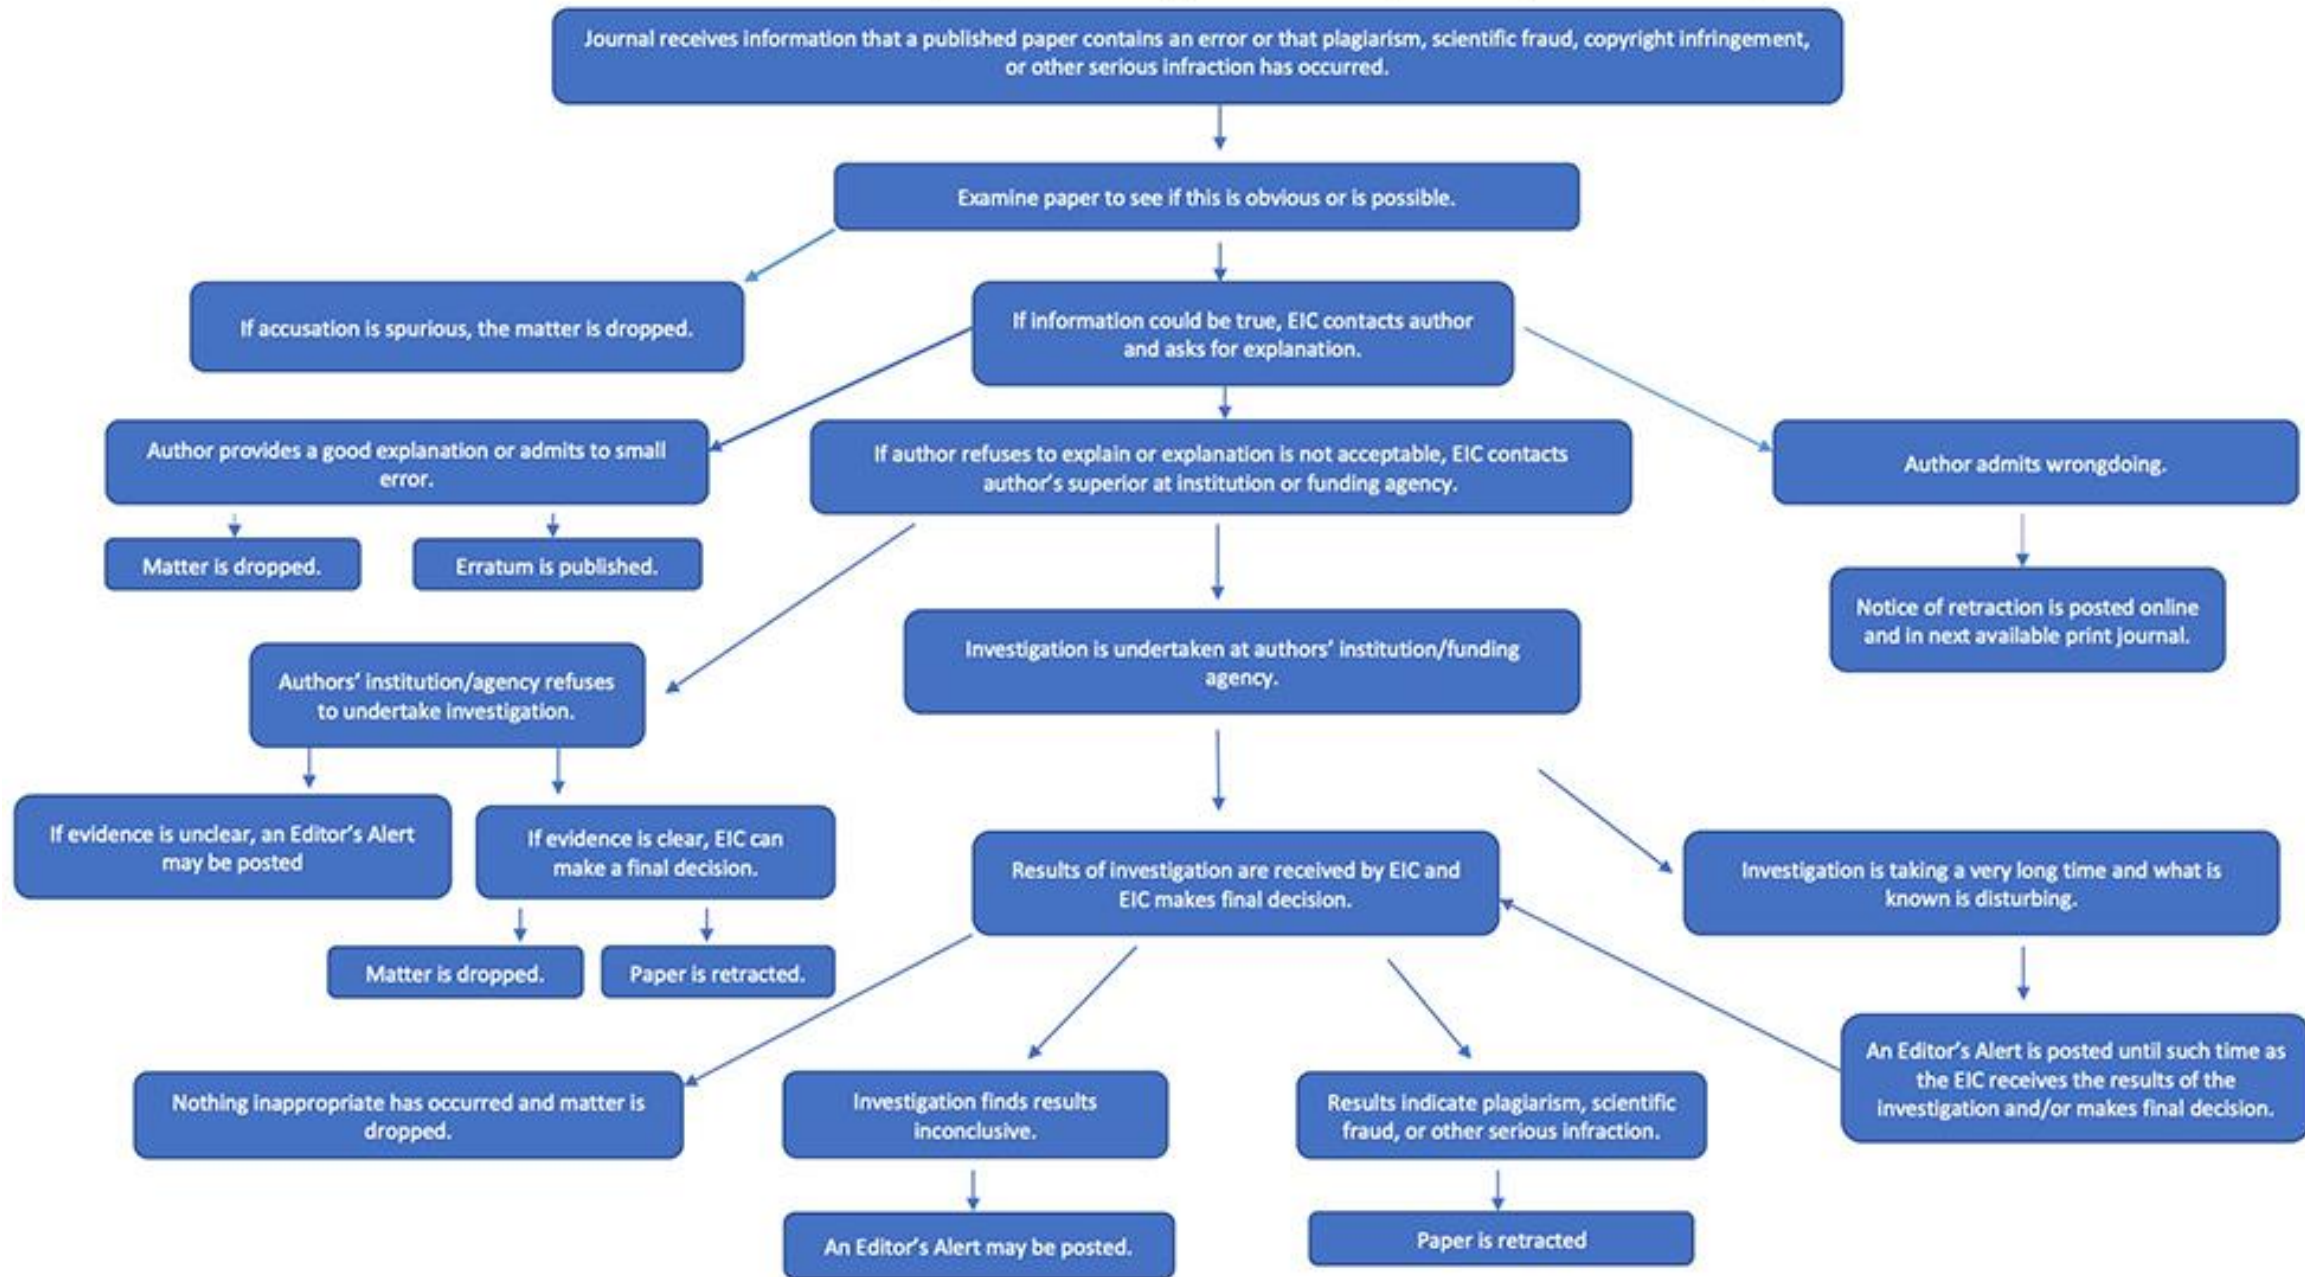 Journal receives information that a published paper contains an error or that plagiarism, scientific fraud, copyright infringement,
or other serious infraction has occurred.
Examine paper to see if this is obvious or is possible.
If accusation is spurious, the matter is dropped.
If information could be true, EIC contacts author
and asks for explanation.
Author provides a good explanation or admits to small
error.
If author refuses to explain or explanation is not acceptable, EIC contacts
author's superior at institution or funding agency.
Author admits wrongdoing.
Matter is dropped.
Erratum is published.
Notice of retraction is posted online
and in next available print journal.
Investigation is undertaken at authors' institution/funding
agency.
Authors' institution/agency refuses
to undertake investigation.
If evidence is unclear, an Editor's Alert
may be posted
If evidence is clear, EIC can
make a final decision.
Results of investigation are received by EIC and
EIC makes final decision.
Investigation is taking a very long time and what is
known is disturbing.
Matter is dropped.
Paper is retracted.
An Editor's Alert is posted until such time as
the EIC receives the results of the
investigation and/or makes final decision.
Nothing inappropriate has occurred and matter is
dropped.
Investigation finds results
inconclusive.
Results indicate plagiarism, scientific
fraud, or other serious infraction.
An Editor's Alert may be posted.
Paper is retracted